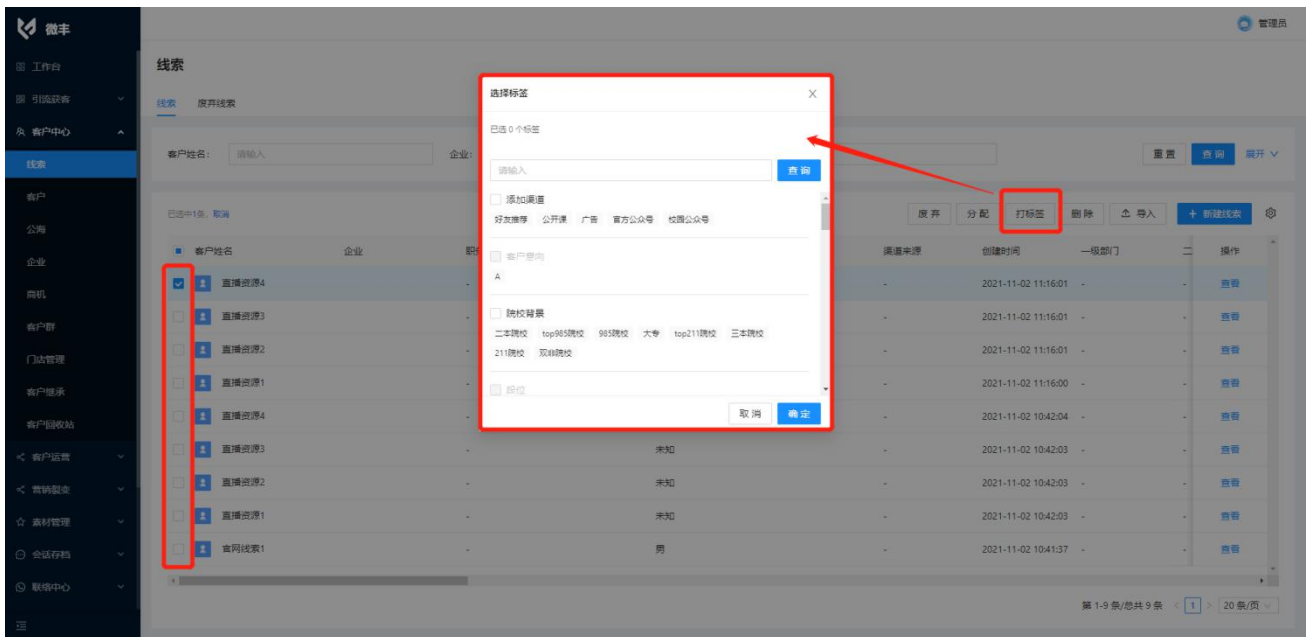 微丰
管理员
工作台
引流获客
客户中心
线索
客户
公海
企业
商机
客户群
门店管理
客户继承
客户回收站
客户运营
营销裂变
素材管理
会话存档
联络中心
线索
线索 废弃线索
客户姓名： 请输入 企业： 重置 查询 展开
已选中1条，取消 废弃 分配 打标签 删除 导入 + 新建线索
客户姓名 企业 渠道来源 创建时间 一级部门 二 操作
直播资源4 - - 2021-11-02 11:16:01 - - 查看
直播资源3 - - 2021-11-02 11:16:01 - - 查看
直播资源2 - - 2021-11-02 11:16:01 - - 查看
直播资源1 - - 2021-11-02 11:16:00 - - 查看
直播资源4 - - 2021-11-02 10:42:04 - - 查看
直播资源3 - 未知 - 2021-11-02 10:42:03 - - 查看
直播资源2 - 未知 - 2021-11-02 10:42:03 - - 查看
直播资源1 - 未知 - 2021-11-02 10:42:03 - - 查看
官网线索1 - 男 - 2021-11-02 10:41:37 - - 查看
第 1-9 条/总共 9 条 < 1 > 20 条/页
选择标签
已选 0 个标签
请输入 查询
添加渠道
好友推荐 公开课 广告 官方公众号 校园公众号
客户意向
A
院校背景
二本院校 top985院校 985院校 大专 top211院校 三本院校
211院校 双非院校
段位
取消 确定